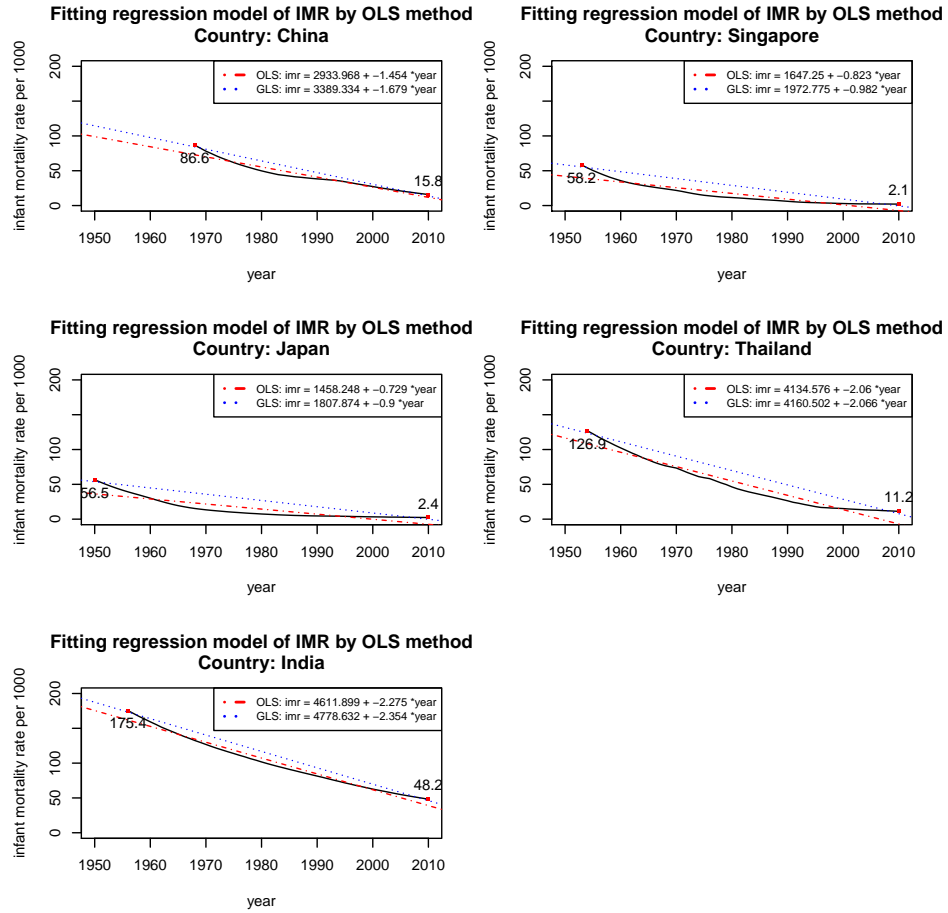 Fitting regression model of IMR by OLS method
Country: China
infant mortality rate per 1000
200
100
50
0
OLS: imr = 2933.968 + −1.454 *year
GLS: imr = 3389.334 + −1.679 *year
86.6
15.8
1950 1960 1970 1980 1990 2000 2010
year
Fitting regression model of IMR by OLS method
Country: Singapore
infant mortality rate per 1000
200
100
50
0
OLS: imr = 1647.25 + −0.823 *year
GLS: imr = 1972.775 + −0.982 *year
58.2
2.1
1950 1960 1970 1980 1990 2000 2010
year
Fitting regression model of IMR by OLS method
Country: Japan
infant mortality rate per 1000
200
100
50
0
OLS: imr = 1458.248 + −0.729 *year
GLS: imr = 1807.874 + −0.9 *year
56.5
2.4
1950 1960 1970 1980 1990 2000 2010
year
Fitting regression model of IMR by OLS method
Country: Thailand
infant mortality rate per 1000
200
100
50
0
OLS: imr = 4134.576 + −2.06 *year
GLS: imr = 4160.502 + −2.066 *year
126.9
11.2
1950 1960 1970 1980 1990 2000 2010
year
Fitting regression model of IMR by OLS method
Country: India
infant mortality rate per 1000
200
100
50
0
OLS: imr = 4611.899 + −2.275 *year
GLS: imr = 4778.632 + −2.354 *year
175.4
48.2
1950 1960 1970 1980 1990 2000 2010
year